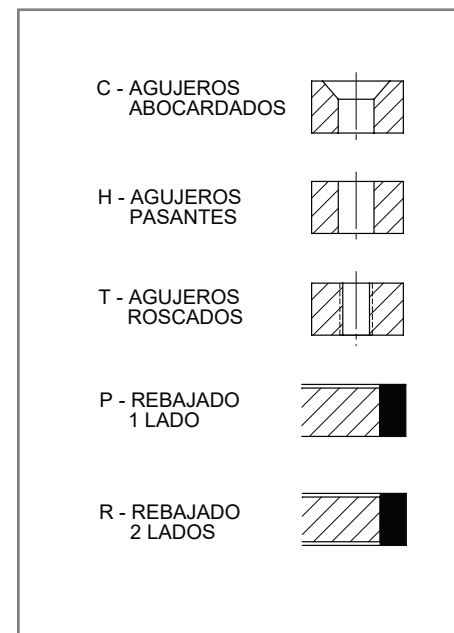 C - AGUJEROS
ABOCARDADOS
H - AGUJEROS
PASANTES
T - AGUJEROS
ROSCADOS
P - REBAJADO
1 LADO
R - REBAJADO
2 LADOS